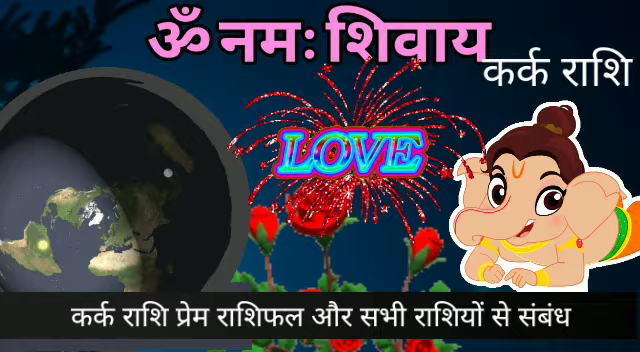 ॐ नमः शिवाय
कर्क राशि
LOVE
कर्क राशि प्रेम राशिफल और सभी राशियों से संबंध